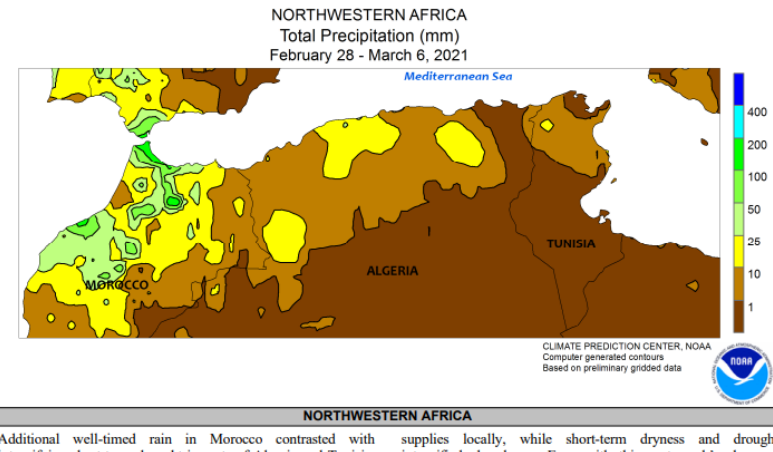 NORTHWESTERN AFRICA
Total Precipitation (mm)
February 28 - March 6, 2021
Mediterranean Sea
400
200
100
50
25
10
1
TUNISIA
ALGERIA
MOROCCO
CLIMATE PREDICTION CENTER, NOAA
Computer generated contours
Based on preliminary gridded data
NOAA
NORTHWESTERN AFRICA
Additional well-timed rain in Morocco contrasted with supplies locally, while short-term dryness and drough